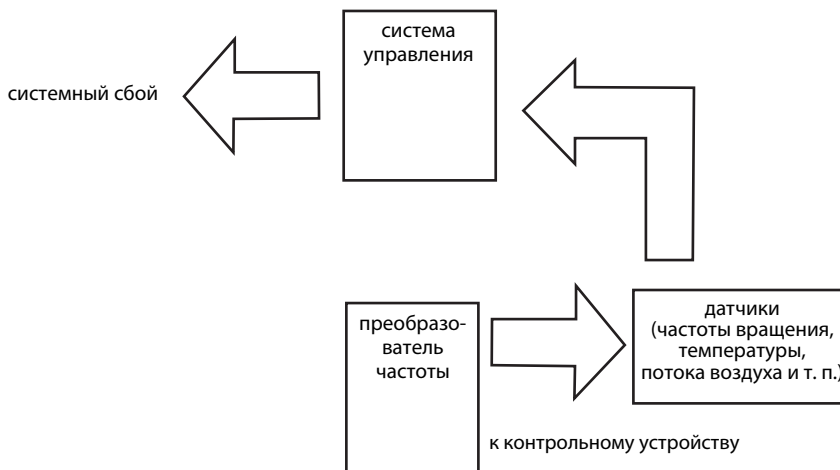 система
управления
системный сбой
преобразо-
ватель
частоты
датчики
(частоты вращения,
температуры,
потока воздуха и т. п.)
к контрольному устройству